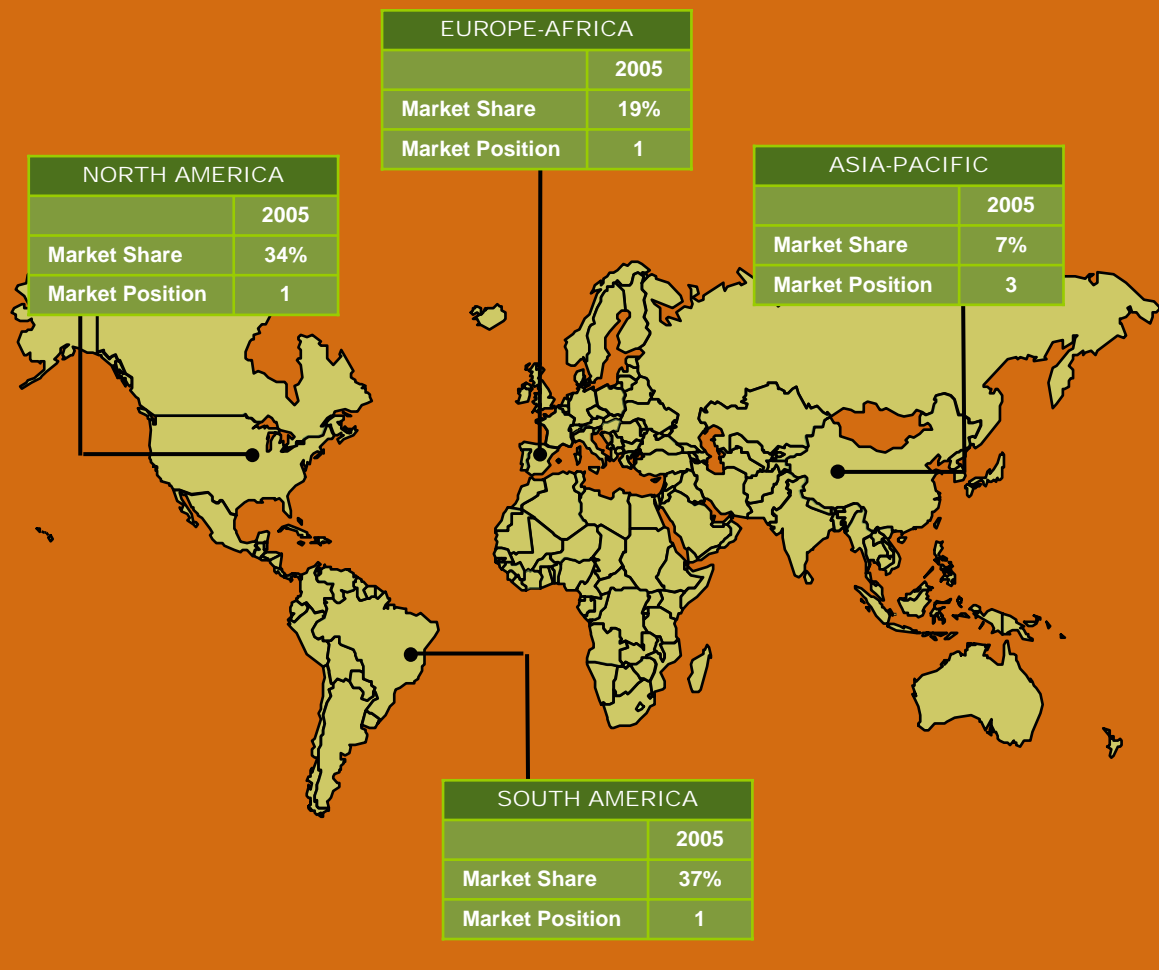 EUROPE-AFRICA
2005
Market Share 19%
Market Position 1
NORTH AMERICA
2005
Market Share 34%
Market Position 1
ASIA-PACIFIC
2005
Market Share 7%
Market Position 3
SOUTH AMERICA
2005
Market Share 37%
Market Position 1